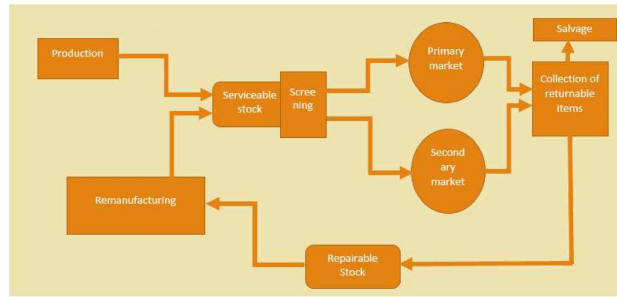 Production
Serviceable
stock
Scree
ning
Primary
market
Second
ary
market
Salvage
Collection of
returnable
items
Remanufacturing
Repairable
Stock